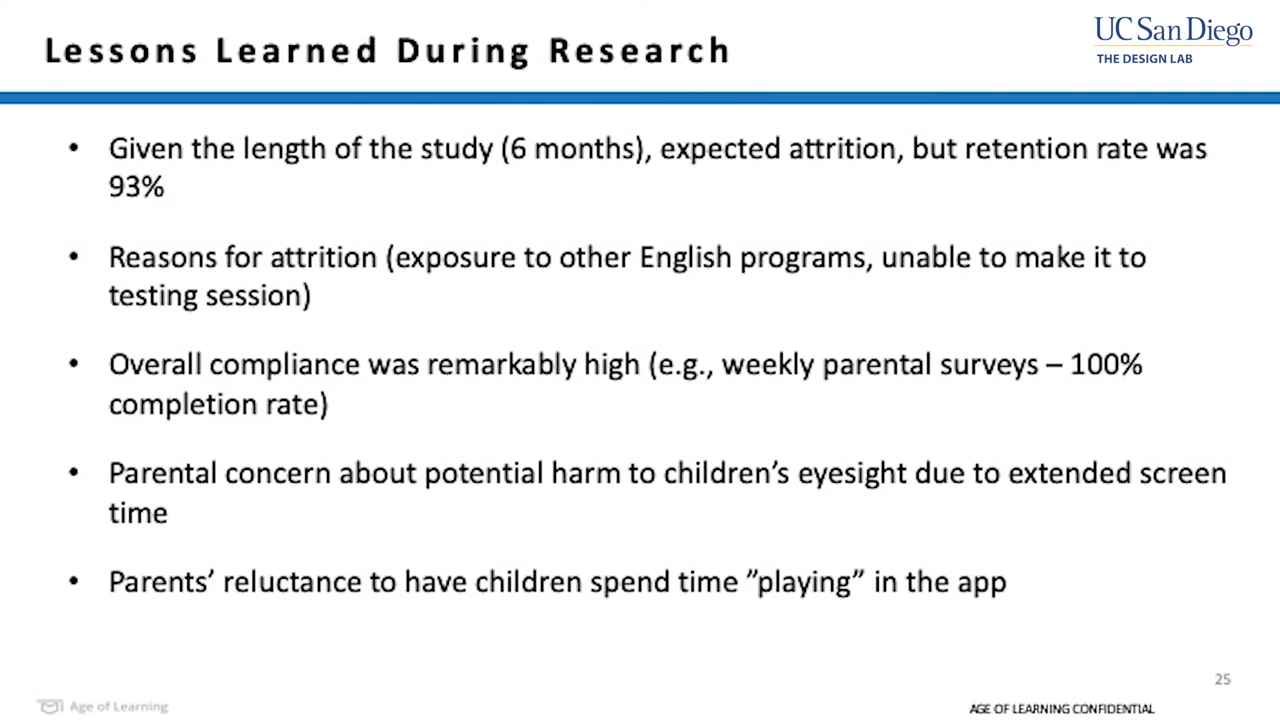 Lessons Learned During Research
UC San Diego
THE DESIGN LAB
• Given the length of the study (6 months), expected attrition, but retention rate was
93%
• Reasons for attrition (exposure to other English programs, unable to make it to
testing session)
• Overall compliance was remarkably high (e.g., weekly parental surveys – 100%
completion rate)
• Parental concern about potential harm to children’s eyesight due to extended screen
time
• Parents’ reluctance to have children spend time ”playing” in the app
25
Age of Learning
AGE OF LEARNING CONFIDENTIAL